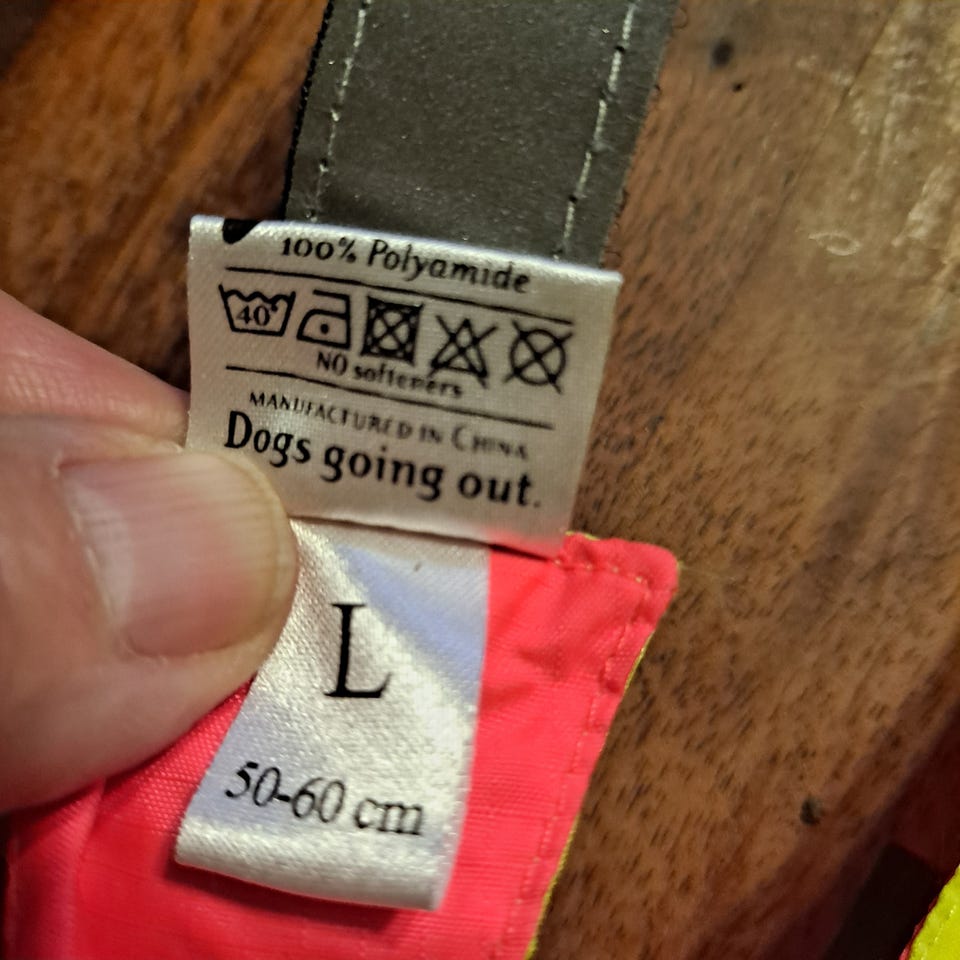 100% Polyamide
40°
NO softeners
MANUFACTURED IN CHINA
Dogs going out.
L
50-60 cm